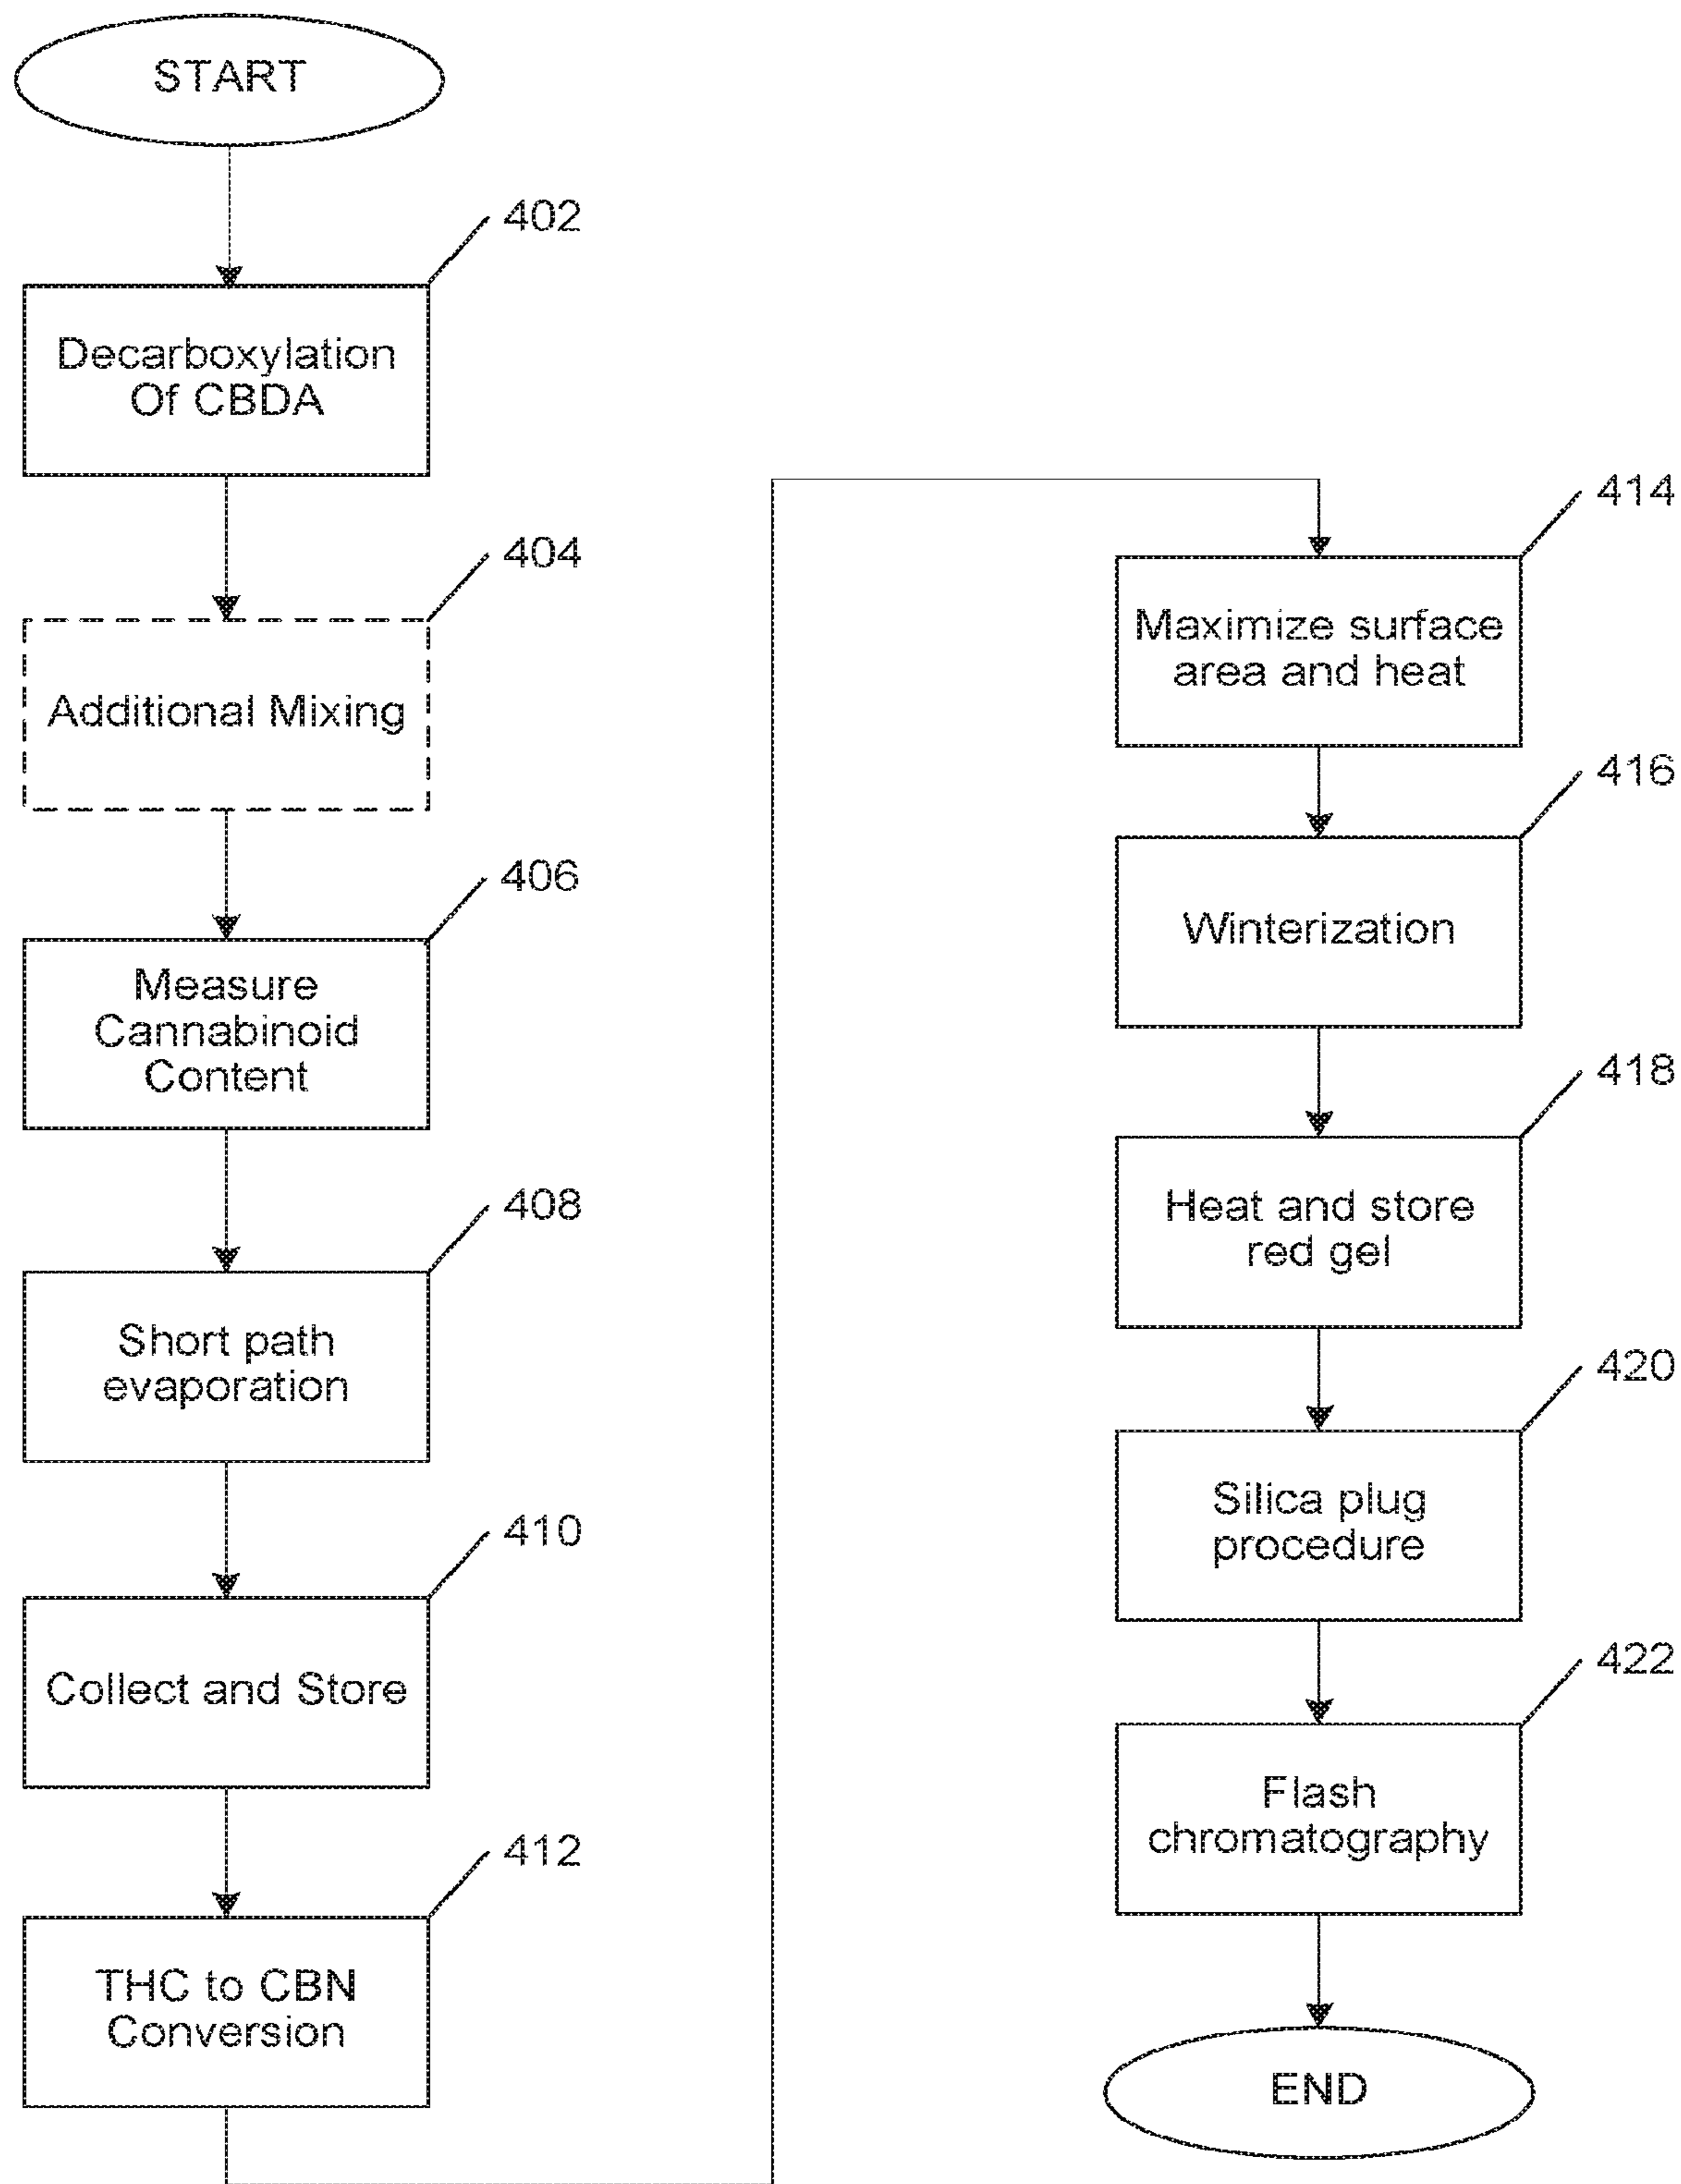 START
402
Decarboxylation
Of CBDA
404
Additional Mixing
406
Measure
Cannabinoid
Content
408
Short path
evaporation
410
Collect and Store
412
THC to CBN
Conversion
414
Maximize surface
area and heat
416
Winterization
418
Heat and store
red gel
420
Silica plug
procedure
422
Flash
chromatography
END